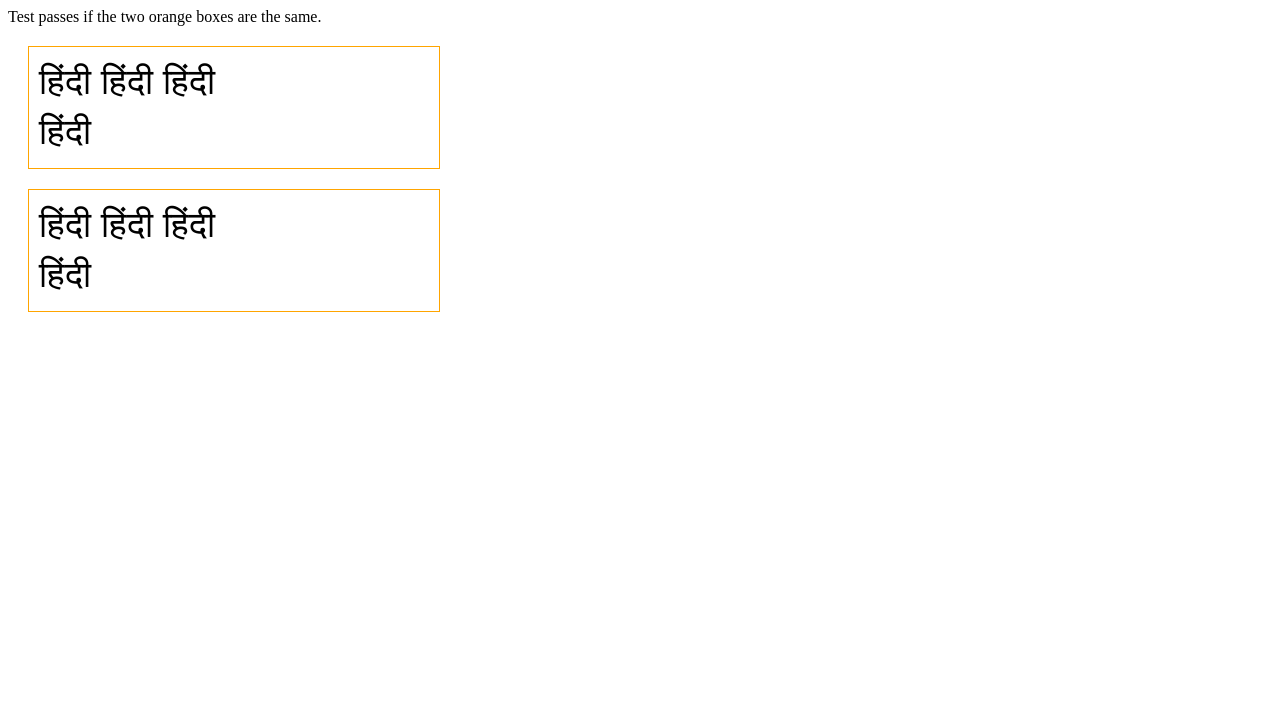 Test passes if the two orange boxes are the same.
हिंदी हिंदी हिंदी
हिंदी
हिंदी हिंदी हिंदी
हिंदी